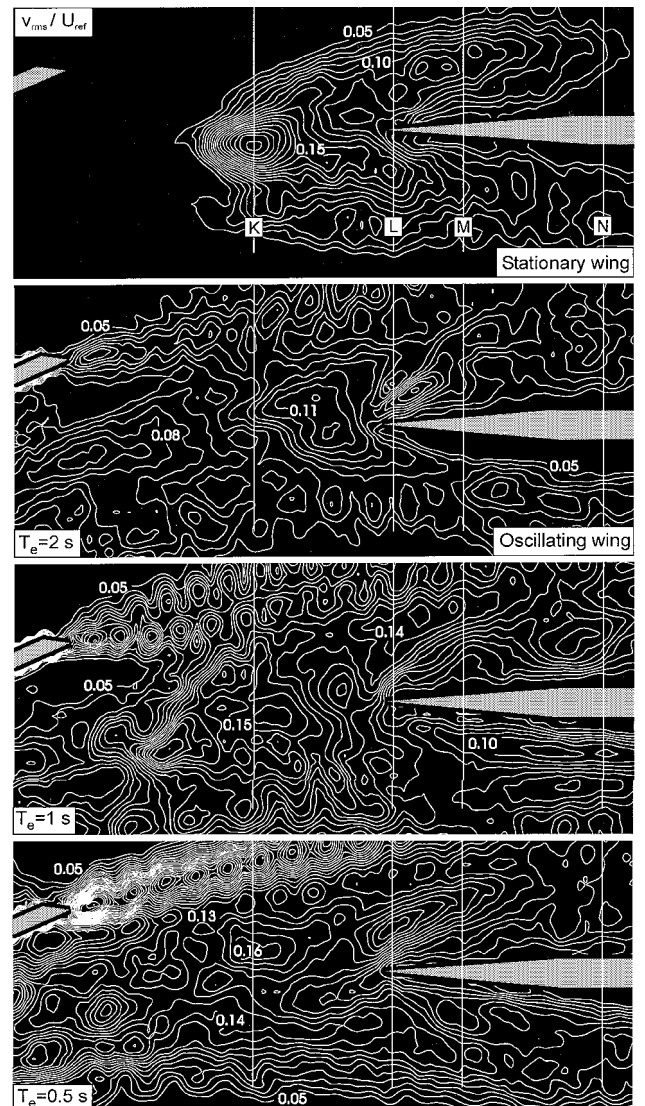 v_rms / U_ref
0.05
0.10
0.15
K L M N
Stationary wing
0.05
0.11
0.08
0.05
T_e=2 s
Oscillating wing
0.05
0.14
0.05
0.15
0.10
T_e=1 s
0.05
0.13
0.16
0.14
0.05
T_e=0.5 s